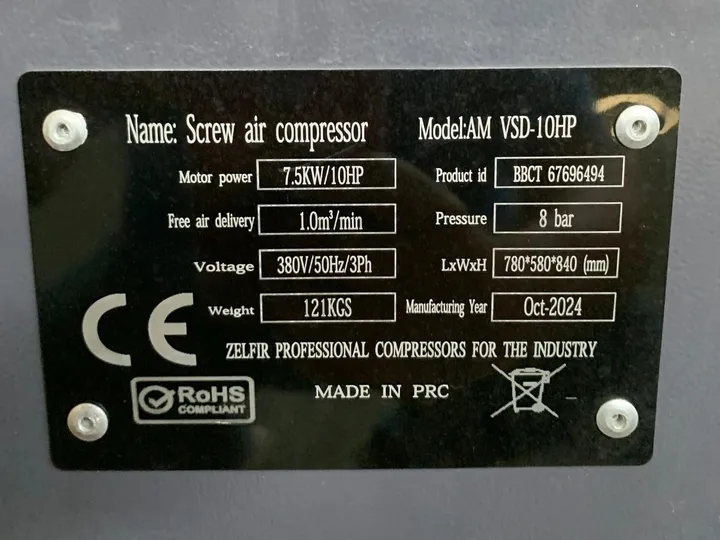 Name: Screw air compressor Model:AM VSD-10HP
Motor power 7.5KW/10HP Product id BBCT 67696494
Free air delivery 1.0m³/min Pressure 8 bar
Voltage 380V/50Hz/3Ph LxWxH 780*580*840 (mm)
Weight 121KGS Manufacturing Year Oct-2024
CE ZELFIR PROFESSIONAL COMPRESSORS FOR THE INDUSTRY
RoHS
COMPLIANT
MADE IN PRC